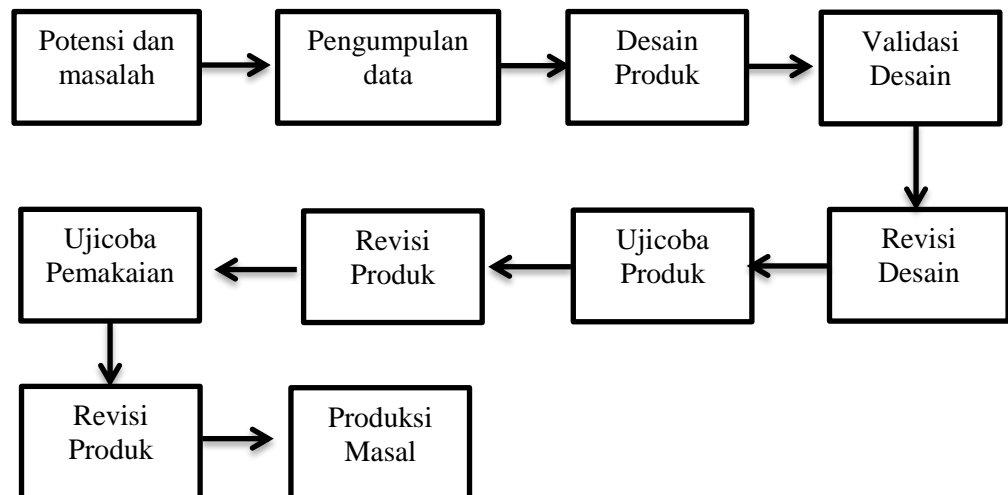 Potensi dan
masalah
Pengumpulan
data
Desain
Produk
Validasi
Desain
Revisi
Desain
Ujicoba
Produk
Revisi
Produk
Ujicoba
Pemakaian
Revisi
Produk
Produksi
Masal